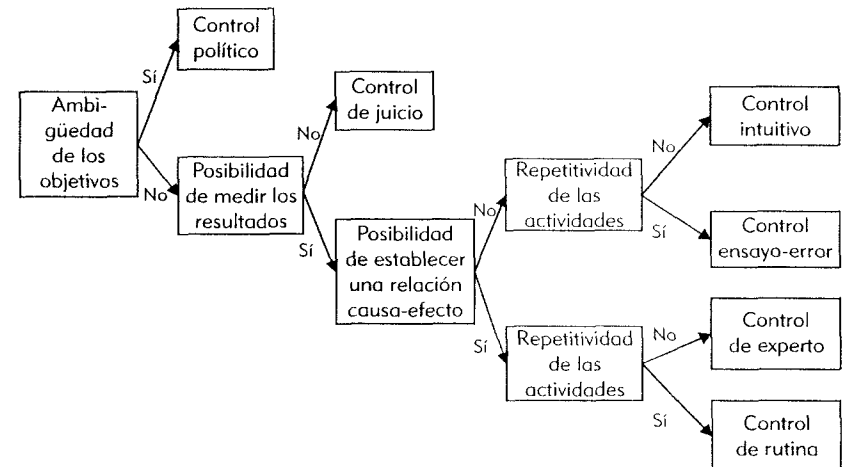 Control
político
Sí
Ambi-
güedad
de los
objetivos
No
Posibilidad
de medir los
resultados
No
Control
de juicio
Sí
Posibilidad
de establecer
una relación
causa-efecto
No
Repetitividad
de las
actividades
No
Control
intuitivo
Sí
Control
ensayo-error
Sí
Repetitividad
de las
actividades
No
Control
de experto
Sí
Control
de rutina